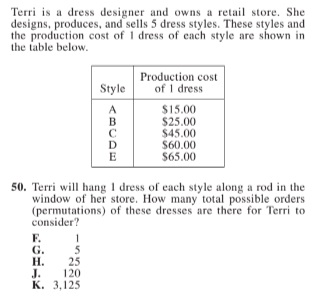 Terri is a dress designer and owns a retail store. She
designs, produces, and sells 5 dress styles. These styles and
the production cost of 1 dress of each style are shown in
the table below.
Style Production cost of 1 dress
A $15.00
B $25.00
C $45.00
D $60.00
E $65.00
50. Terri will hang 1 dress of each style along a rod in the
window of her store. How many total possible orders
(permutations) of these dresses are there for Terri to
consider?
F. 1
G. 5
H. 25
J. 120
K. 3,125